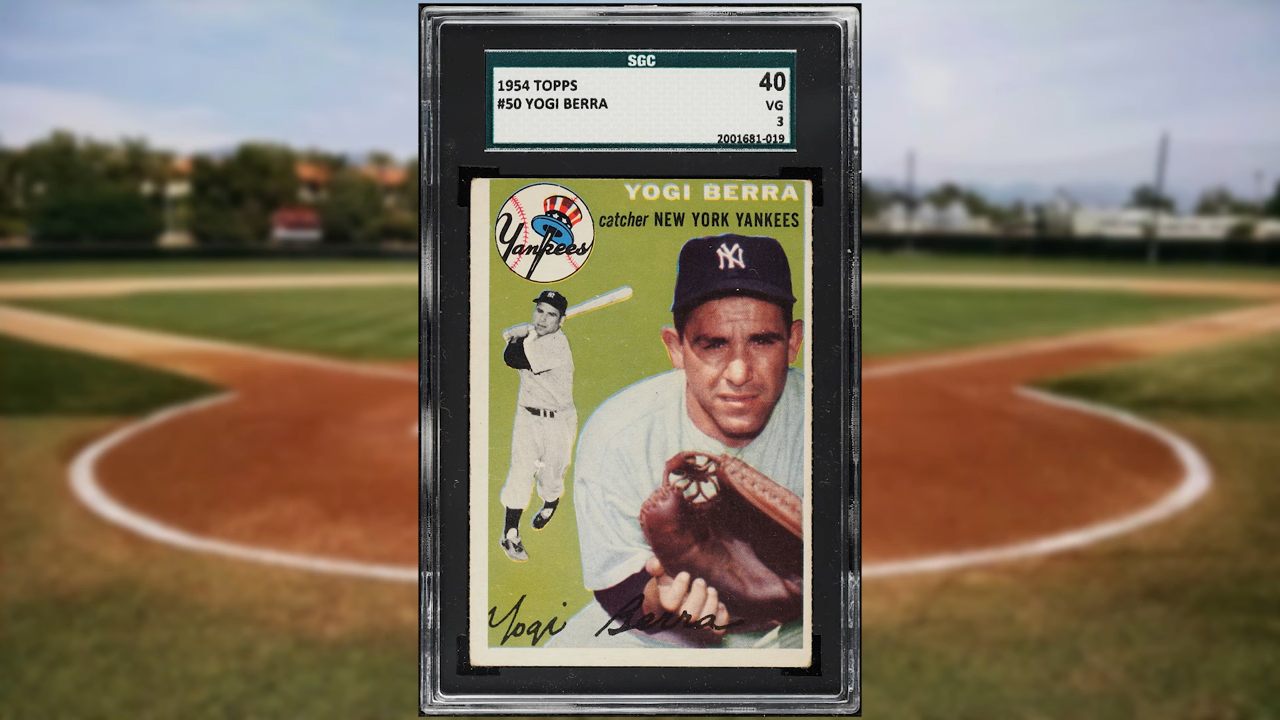 SGC
1954 TOPPS
40
#50 YOGI BERRA
VG
3
2001681-019
YOGI BERRA
catcher NEW YORK YANKEES
Yankees
NY
Yogi Berra